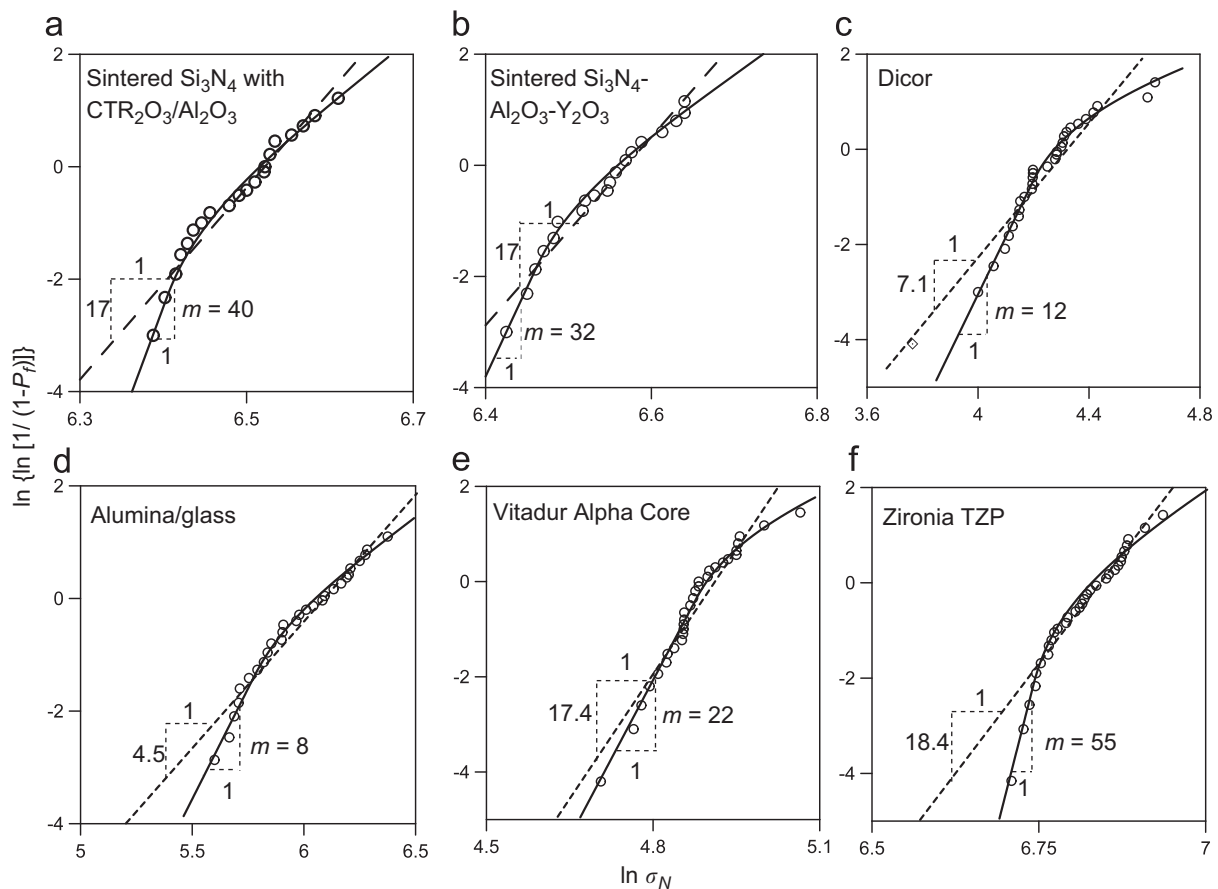 a
b
c
Sintered Si₃N₄ with
CTR₂O₃/Al₂O₃
Sintered Si₃N₄-
Al₂O₃-Y₂O₃
Dicor
2
0
-2
-4
6.3
6.5
6.7
1
17
m = 40
1
2
0
-2
-4
6.4
6.6
6.8
1
17
m = 32
1
2
0
-2
-4
3.6
4
4.4
4.8
1
7.1
m = 12
1
ln {ln [1/ (1-P_f)]}
d
e
f
Alumina/glass
Vitadur Alpha Core
Zironia TZP
2
0
-2
-4
5
5.5
6
6.5
1
4.5
m = 8
1
2
0
-2
-4
4.5
4.8
5.1
1
17.4
m = 22
1
2
0
-2
-4
6.5
6.75
7
1
18.4
m = 55
1
ln σ_N